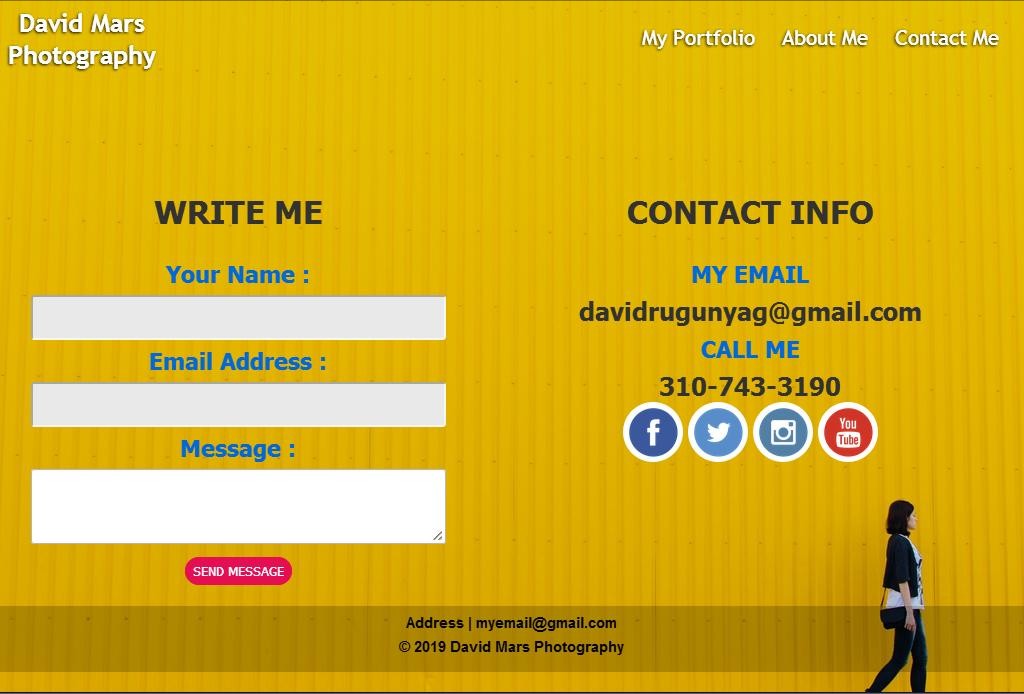 David Mars
Photography
My Portfolio About Me Contact Me
WRITE ME
Your Name :
Email Address :
Message :
SEND MESSAGE
CONTACT INFO
MY EMAIL
davidrugunyag@gmail.com
CALL ME
310-743-3190
f
You
Tube
Address | myemail@gmail.com
© 2019 David Mars Photography